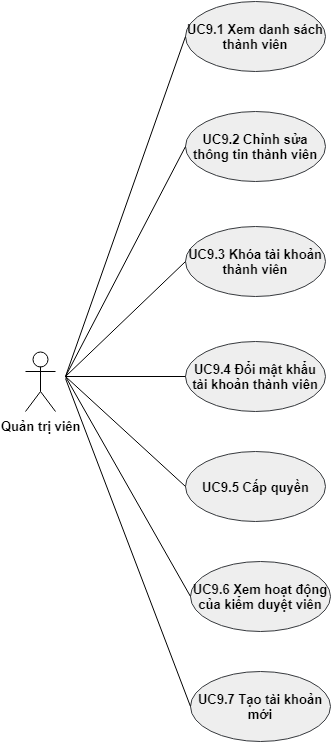 UC9.1 Xem danh sách
thành viên
UC9.2 Chỉnh sửa
thông tin thành viên
UC9.3 Khóa tài khoản
thành viên
Quản trị viên
UC9.4 Đổi mật khẩu
tài khoản thành viên
UC9.5 Cấp quyền
UC9.6 Xem hoạt động
của kiểm duyệt viên
UC9.7 Tạo tài khoản
mới